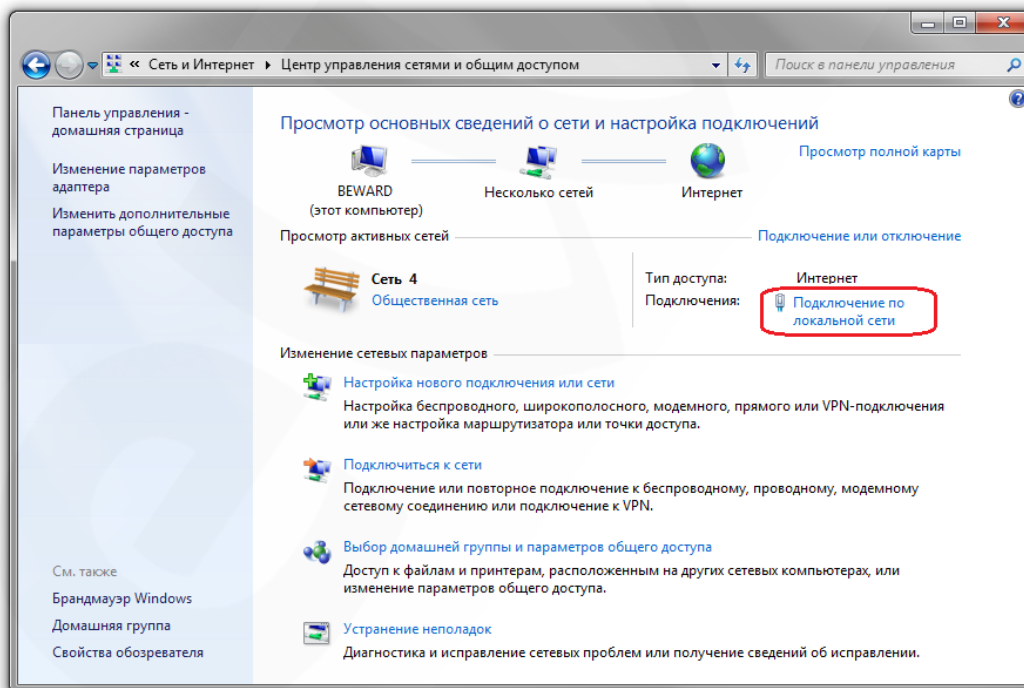 « Сеть и Интернет ▸ Центр управления сетями и общим доступом
Поиск в панели управления
Панель управления -
домашняя страница
Изменение параметров
адаптера
Изменить дополнительные
параметры общего доступа
См. также
Брандмауэр Windows
Домашняя группа
Свойства обозревателя
Просмотр основных сведений о сети и настройка подключений
Просмотр полной карты
BEWARD
(этот компьютер)
Несколько сетей
Интернет
Просмотр активных сетей
Подключение или отключение
Сеть 4
Общественная сеть
Тип доступа: Интернет
Подключения: Подключение по
локальной сети
Изменение сетевых параметров
Настройка нового подключения или сети
Настройка беспроводного, широкополосного, модемного, прямого или VPN-подключения
или же настройка маршрутизатора или точки доступа.
Подключиться к сети
Подключение или повторное подключение к беспроводному, проводному, модемному
сетевому соединению или подключение к VPN.
Выбор домашней группы и параметров общего доступа
Доступ к файлам и принтерам, расположенным на других сетевых компьютерах, или
изменение параметров общего доступа.
Устранение неполадок
Диагностика и исправление сетевых проблем или получение сведений об исправлении.